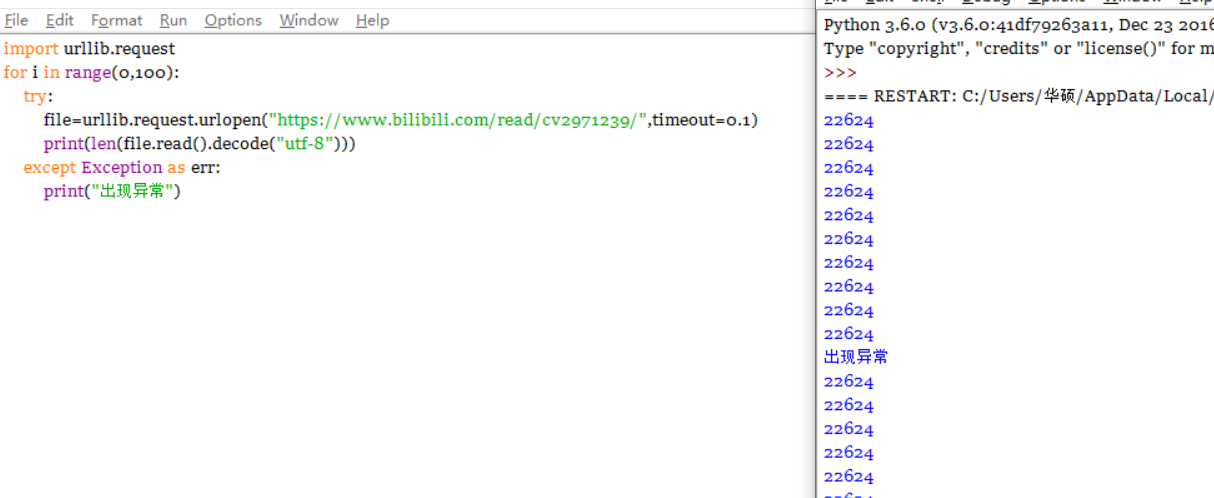 File Edit Format Run Options Window Help
import urllib.request
for i in range(0,100):
    try:
        file=urllib.request.urlopen("https://www.bilibili.com/read/cv2971239/",timeout=0.1)
        print(len(file.read().decode("utf-8")))
    except Exception as err:
        print("出现异常")
Python 3.6.0 (v3.6.0:41df79263a11, Dec 23 2016
Type "copyright", "credits" or "license()" for m
>>>
==== RESTART: C:/Users/华硕/AppData/Local/
22624
22624
22624
22624
22624
22624
22624
22624
22624
22624
出现异常
22624
22624
22624
22624
22624